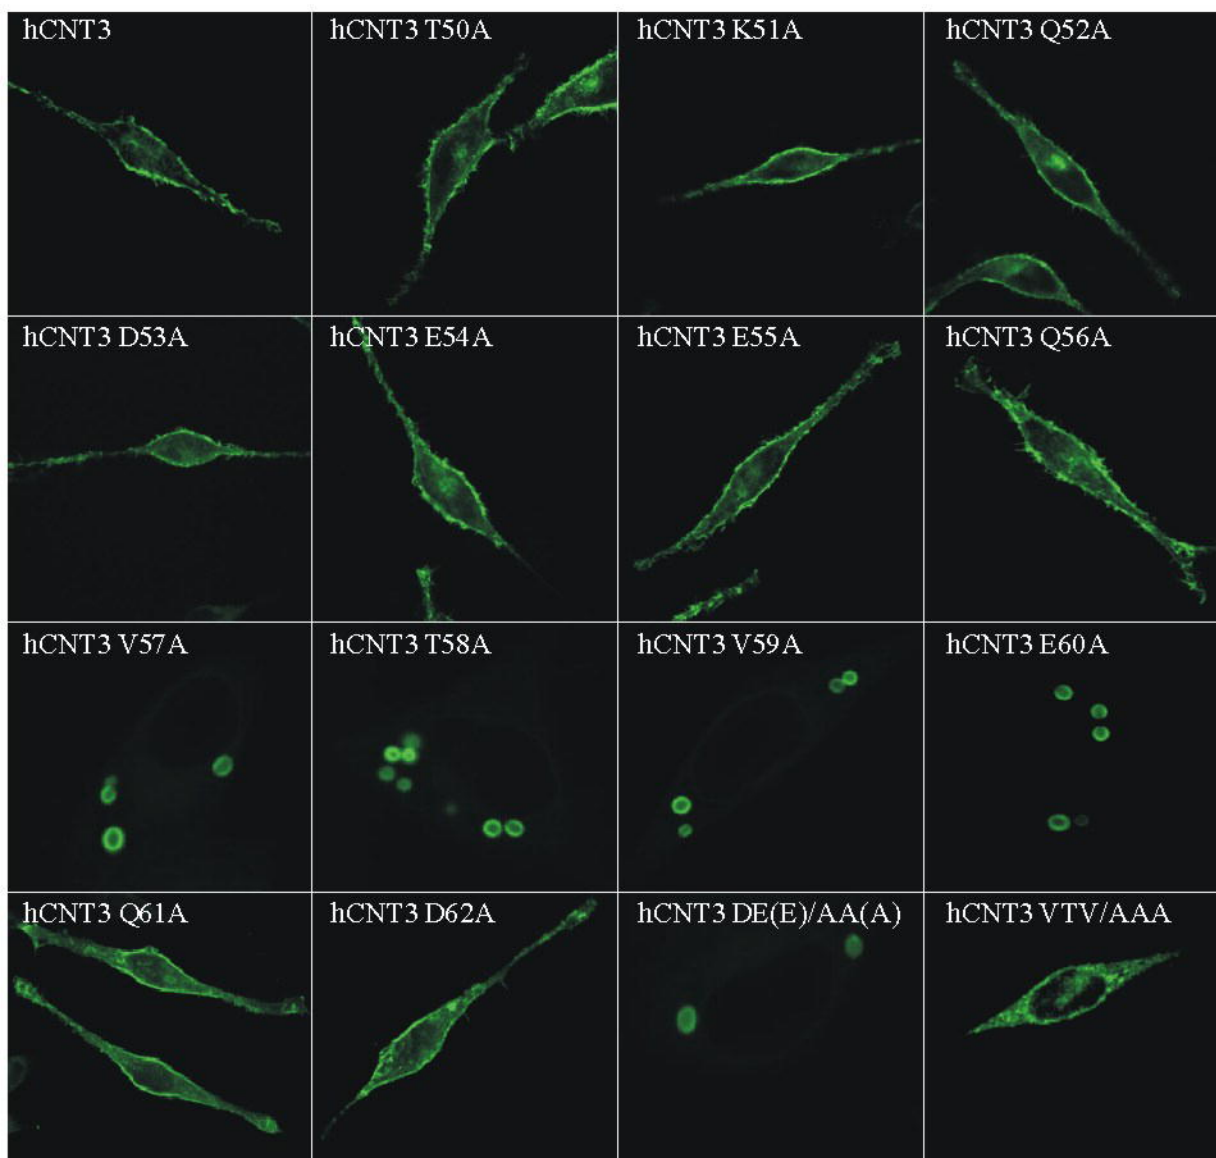 hCNT3
hCNT3 T50A
hCNT3 K51A
hCNT3 Q52A
hCNT3 D53A
hCNT3 E54A
hCNT3 E55A
hCNT3 Q56A
hCNT3 V57A
hCNT3 T58A
hCNT3 V59A
hCNT3 E60A
hCNT3 Q61A
hCNT3 D62A
hCNT3 DE(E)/AA(A)
hCNT3 VTV/AAA